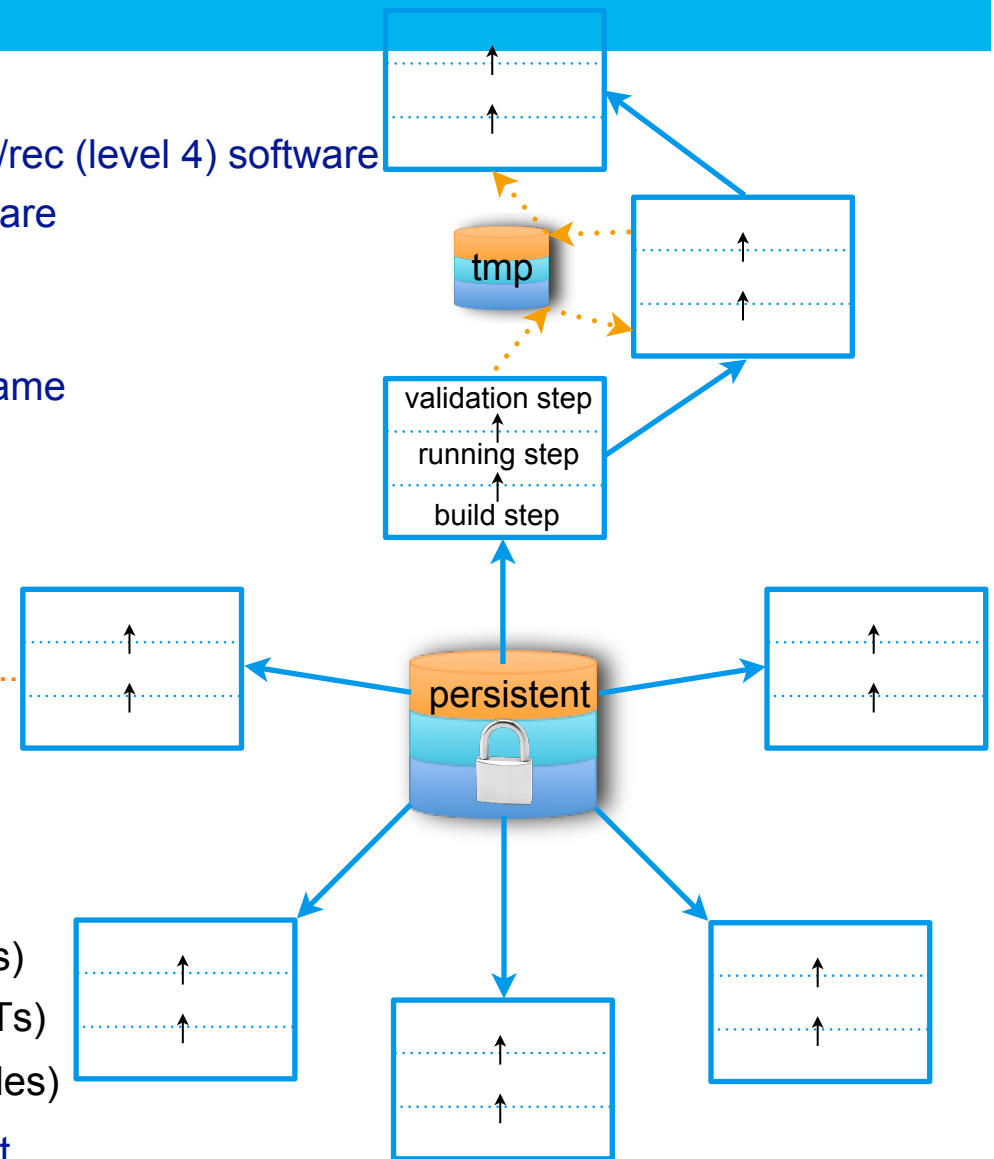 /rec (level 4) software
are
tmp
ame
validation step
running step
build step
persistent
s)
Ts)
les)
t